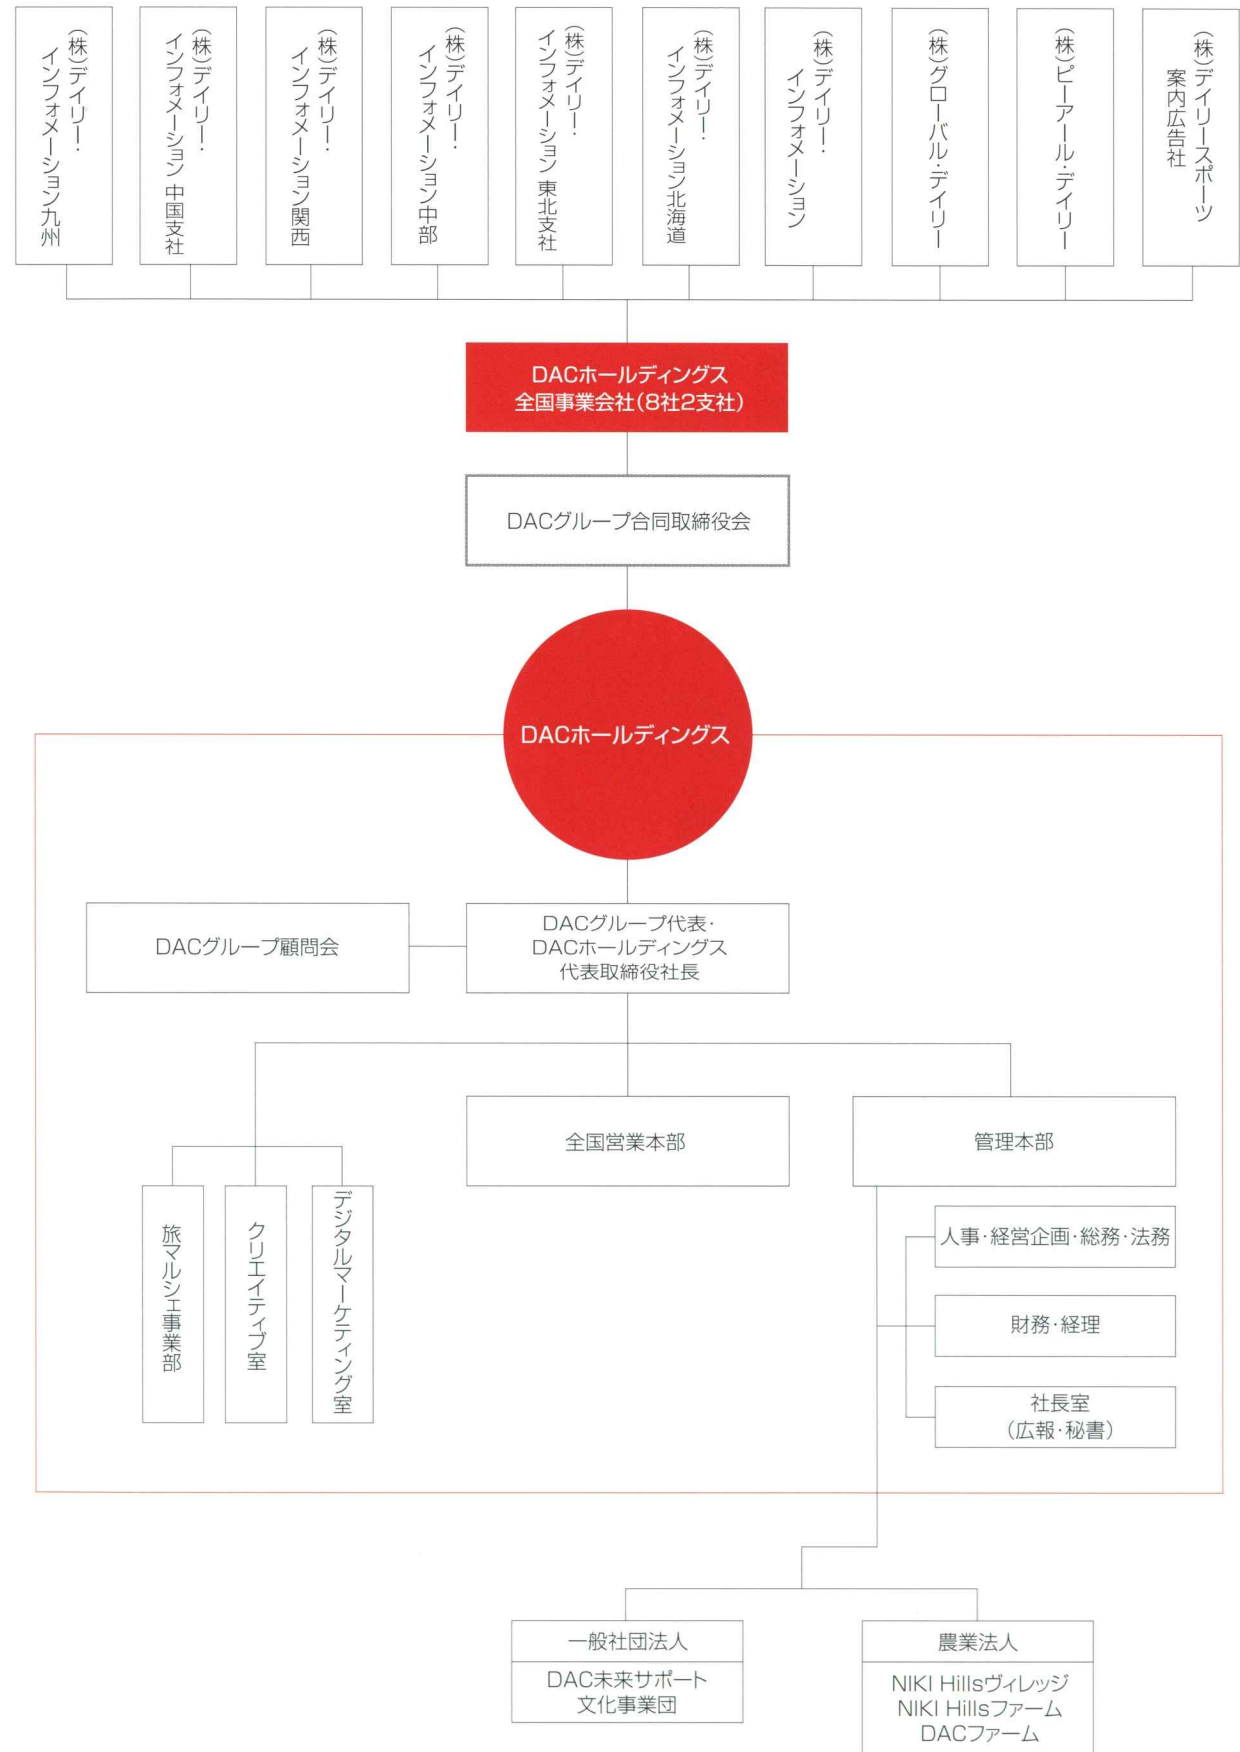 (株)デイリースポーツ
案内広告社
(株)ピーアール・デイリー
(株)グローバル・デイリー
(株)デイリー・
インフォメーション
(株)デイリー・
インフォメーション北海道
(株)デイリー・
インフォメーション 東北支社
(株)デイリー・
インフォメーション中部
(株)デイリー・
インフォメーション関西
(株)デイリー・
インフォメーション 中国支社
(株)デイリー・
インフォメーション九州
DACホールディングス
全国事業会社(8社2支社)
DACグループ合同取締役会
DACホールディングス
DACグループ顧問会
DACグループ代表・
DACホールディングス
代表取締役社長
全国営業本部
管理本部
デジタルマーケティング室
クリエイティブ室
旅マルシェ事業部
人事・経営企画・総務・法務
財務・経理
社長室
(広報・秘書)
一般社団法人
DAC未来サポート
文化事業団
農業法人
NIKI Hillsヴィレッジ
NIKI Hillsファーム
DACファーム